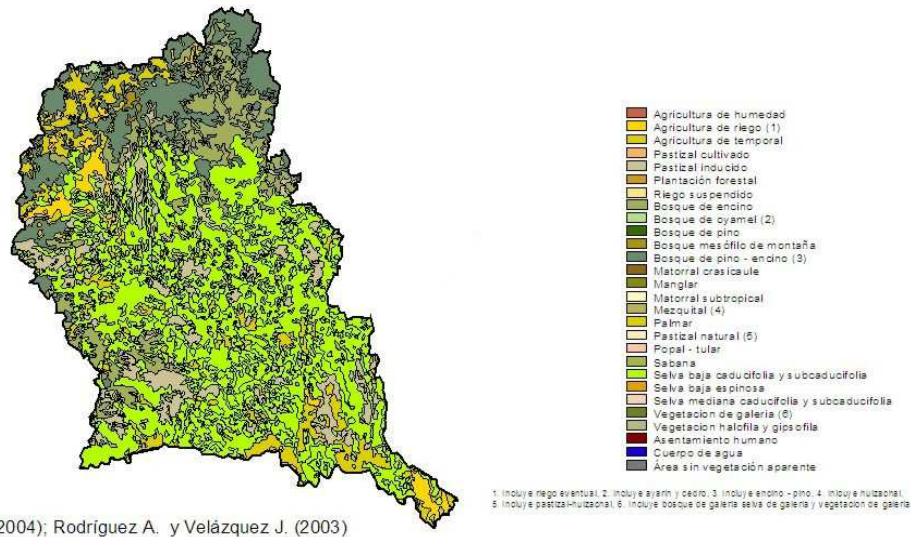 Agricultura de humedad
Agricultura de riego (1)
Agricultura de temporal
Pastizal cultivado
Pastizal inducido
Plantación forestal
Riego suspendido
Bosque de encino
Bosque de oyamel (2)
Bosque de pino
Bosque mesófilo de montaña
Bosque de pino - encino (3)
Matorral crasicaule
Manglar
Matorral subtropical
Mezquital (4)
Palmar
Pastizal natural (5)
Popal - tular
Sabana
Selva baja caducifolia y subcaducifolia
Selva baja espinosa
Selva mediana caducifolia y subcaducifolia
Vegetacion de galeria (6)
Vegetacion halofila y gipsofila
Asentamiento humano
Cuerpo de agua
Área sin vegetación aparente
1. Incluye riego eventual, 2. Incluye ayarín y cedro, 3. Incluye encino - pino, 4. Inlcuye huizachal,
5. Incluye pastizal-huizachal, 6. Incluye bosque de galeria selva de galeria y vegetacion de galeria
2004); Rodríguez A. y Velázquez J. (2003)